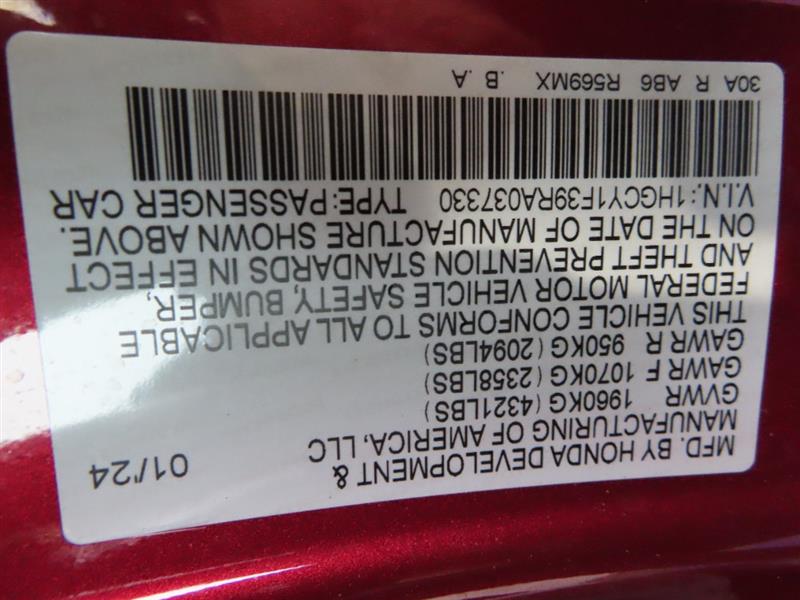 MFD. BY HONDA DEVELOPMENT &
MANUFACTURING OF AMERICA, LLC 01/'24
GVWR 1960KG (4321LBS)
GAWR F 1070KG (2358LBS)
GAWR R 950KG (2094LBS)
THIS VEHICLE CONFORMS TO ALL APPLICABLE
FEDERAL MOTOR VEHICLE SAFETY, BUMPER,
AND THEFT PREVENTION STANDARDS IN EFFECT
ON THE DATE OF MANUFACTURE SHOWN ABOVE.
V.I.N.:1HGCY1F39RA037330 TYPE:PASSENGER CAR
30A R AB6 R569MX .B .A